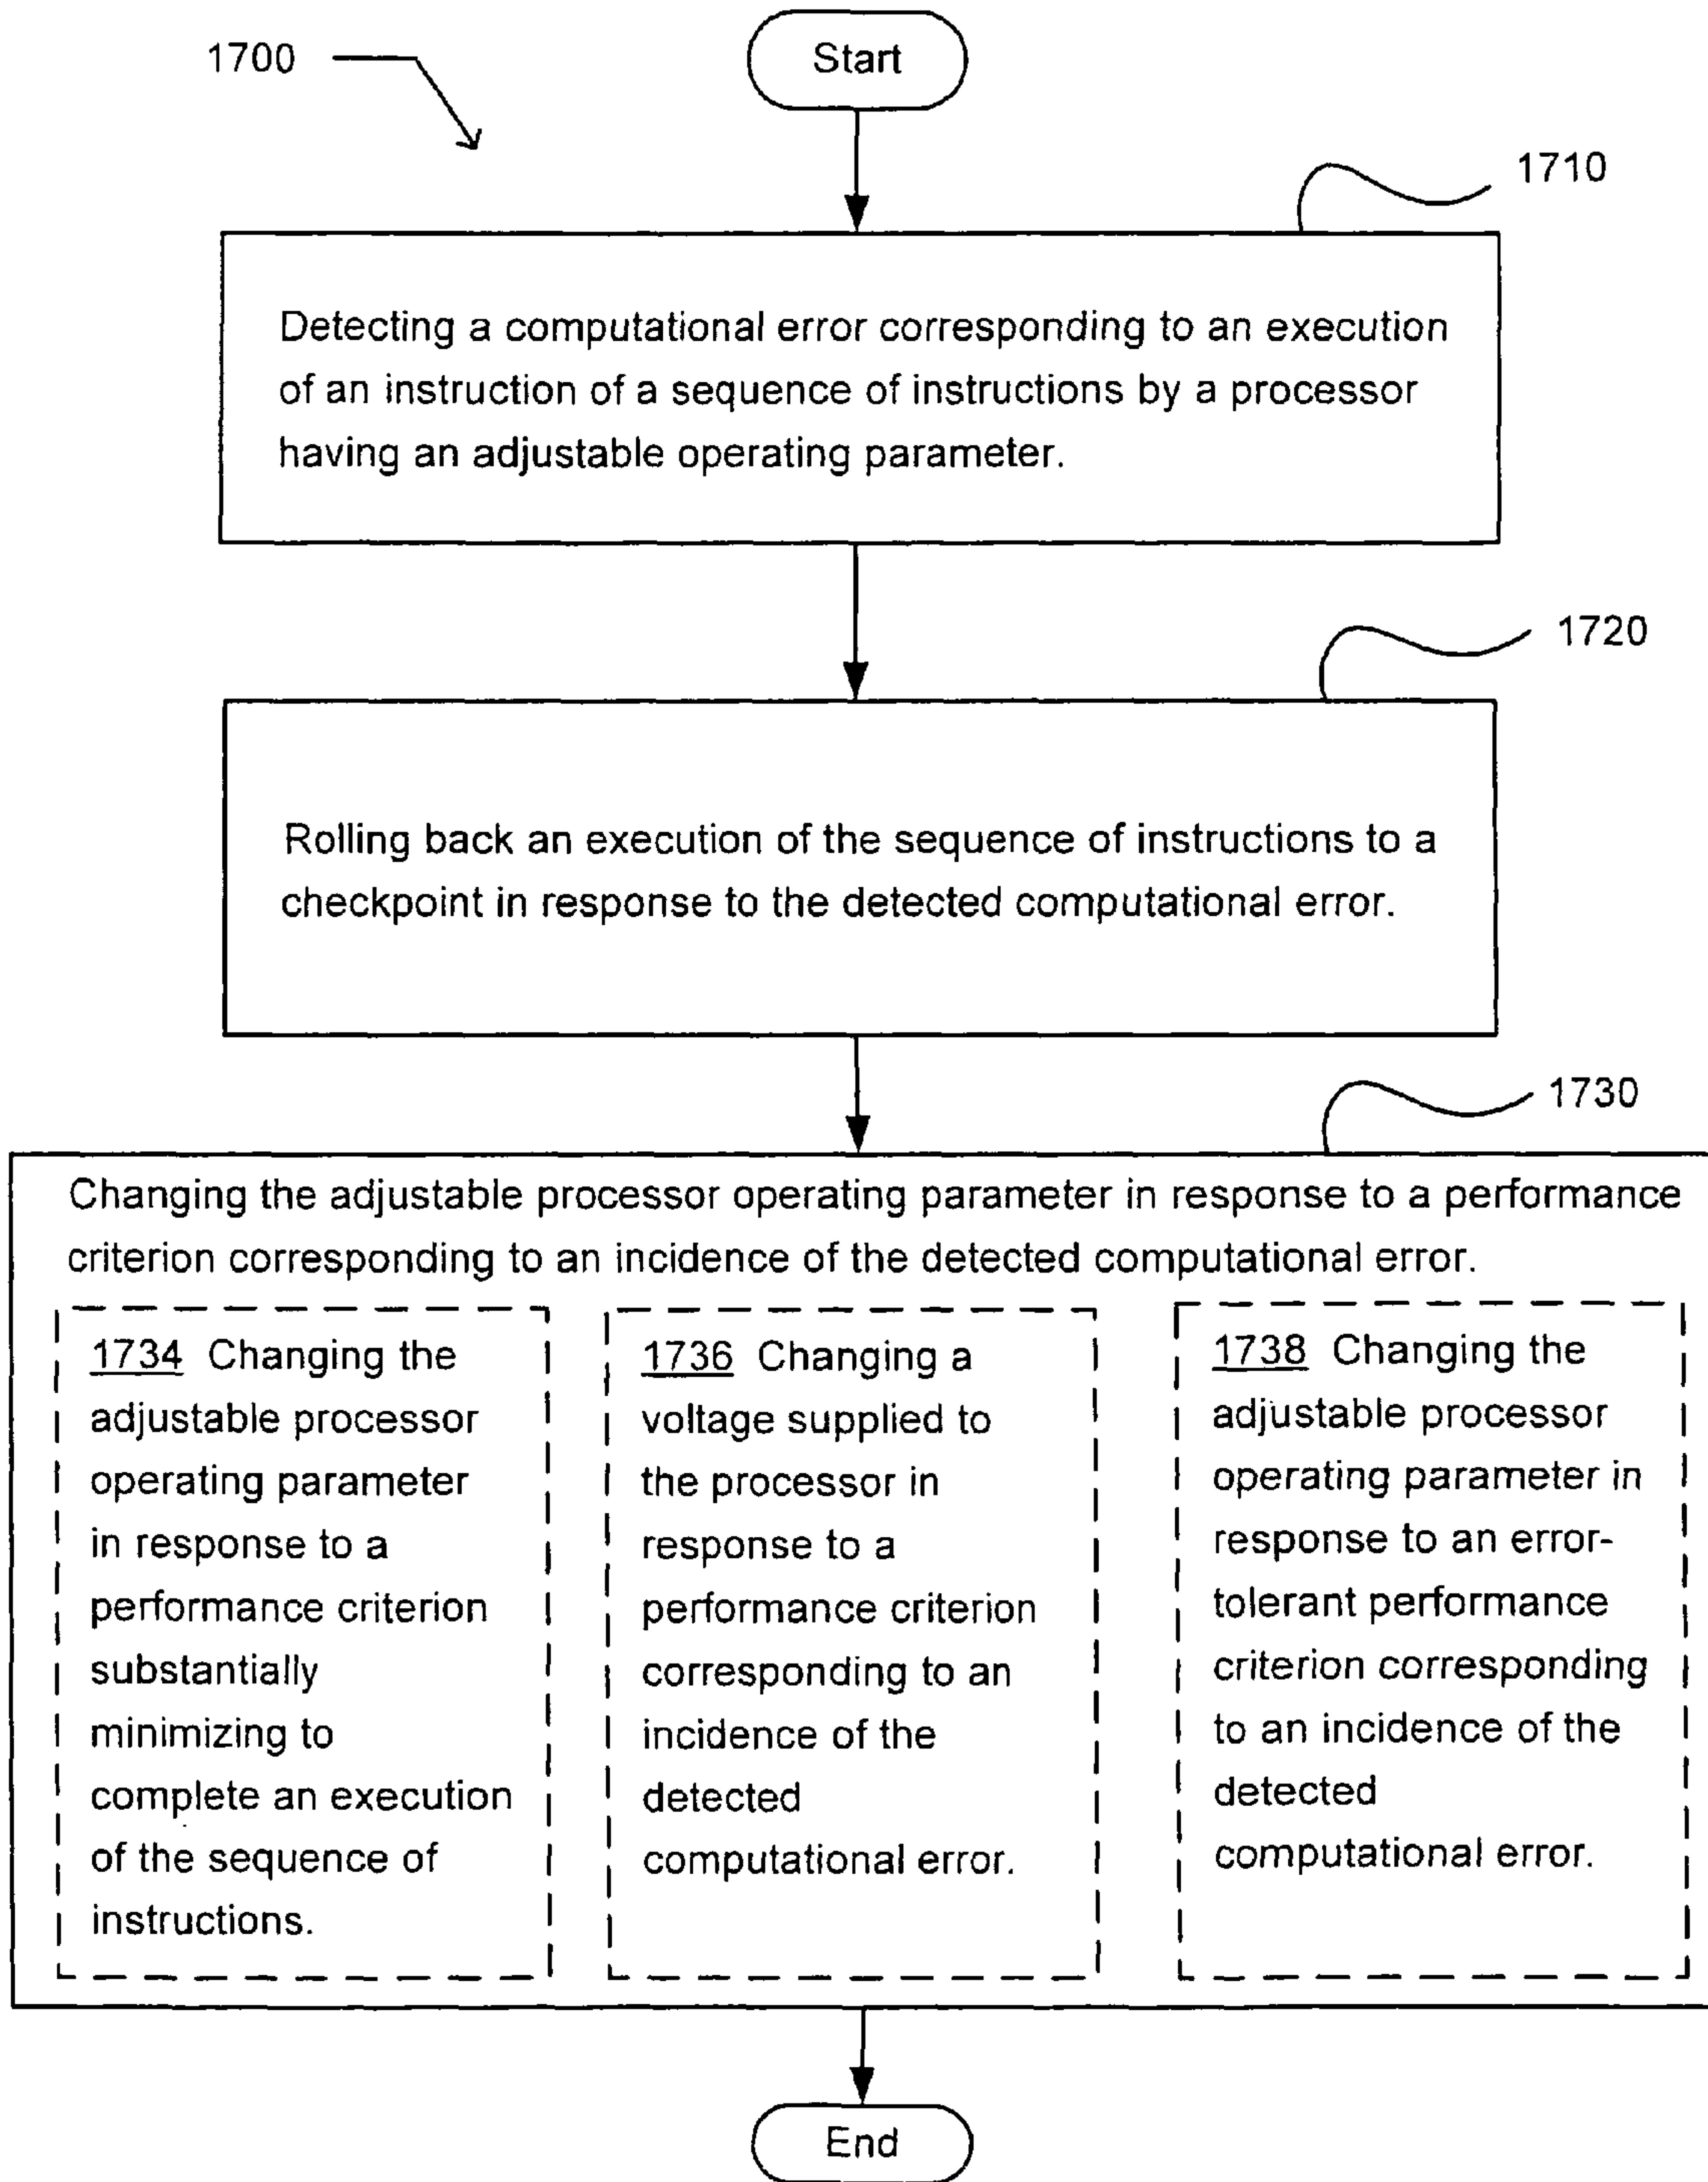 1700
Start
1710
Detecting a computational error corresponding to an execution
of an instruction of a sequence of instructions by a processor
having an adjustable operating parameter.
1720
Rolling back an execution of the sequence of instructions to a
checkpoint in response to the detected computational error.
1730
Changing the adjustable processor operating parameter in response to a performance
criterion corresponding to an incidence of the detected computational error.
1734 Changing the
adjustable processor
operating parameter
in response to a
performance criterion
substantially
minimizing to
complete an execution
of the sequence of
instructions.
1736 Changing a
voltage supplied to
the processor in
response to a
performance criterion
corresponding to an
incidence of the
detected
computational error.
1738 Changing the
adjustable processor
operating parameter in
response to an error-
tolerant performance
criterion corresponding
to an incidence of the
detected
computational error.
End